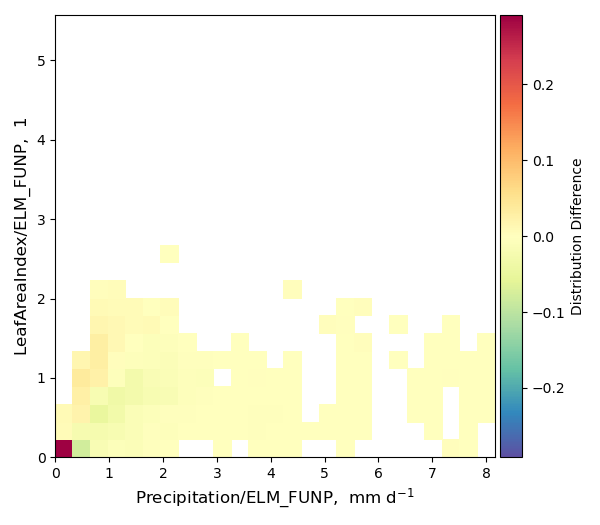 5
4
3
2
1
0
LeafAreaIndex/ELM_FUNP, 1
0 1 2 3 4 5 6 7 8
Precipitation/ELM_FUNP, mm d⁻¹
0.2
0.1
0.0
−0.1
−0.2
Distribution Difference